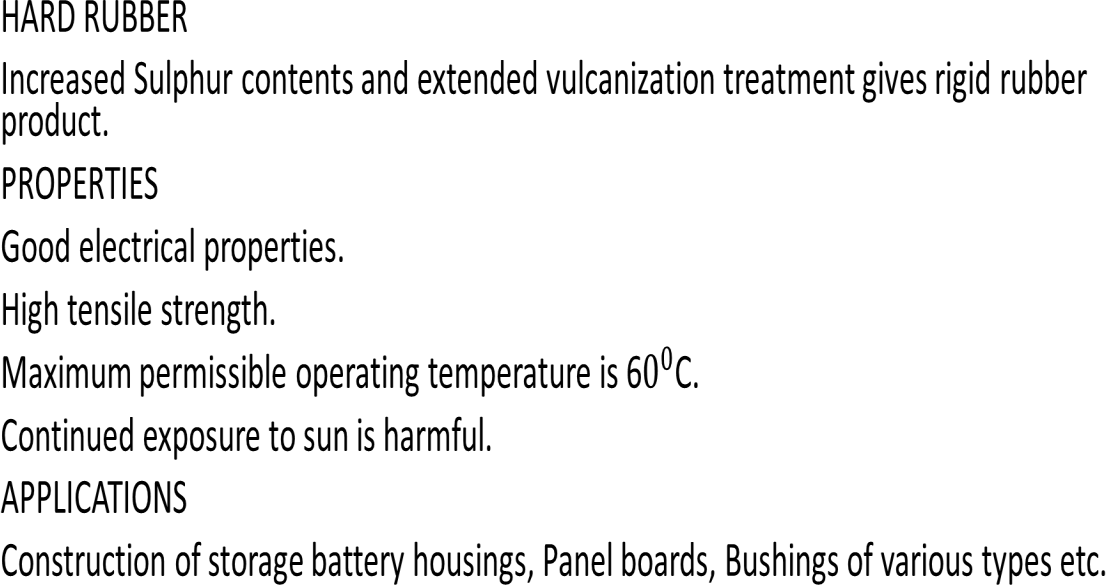 HARD RUBBER
Increased Sulphur contents and extended vulcanization treatment gives rigid rubber
product.
PROPERTIES
Good electrical properties.
High tensile strength.
Maximum permissible operating temperature is 60⁰C.
Continued exposure to sun is harmful.
APPLICATIONS
Construction of storage battery housings, Panel boards, Bushings of various types etc.